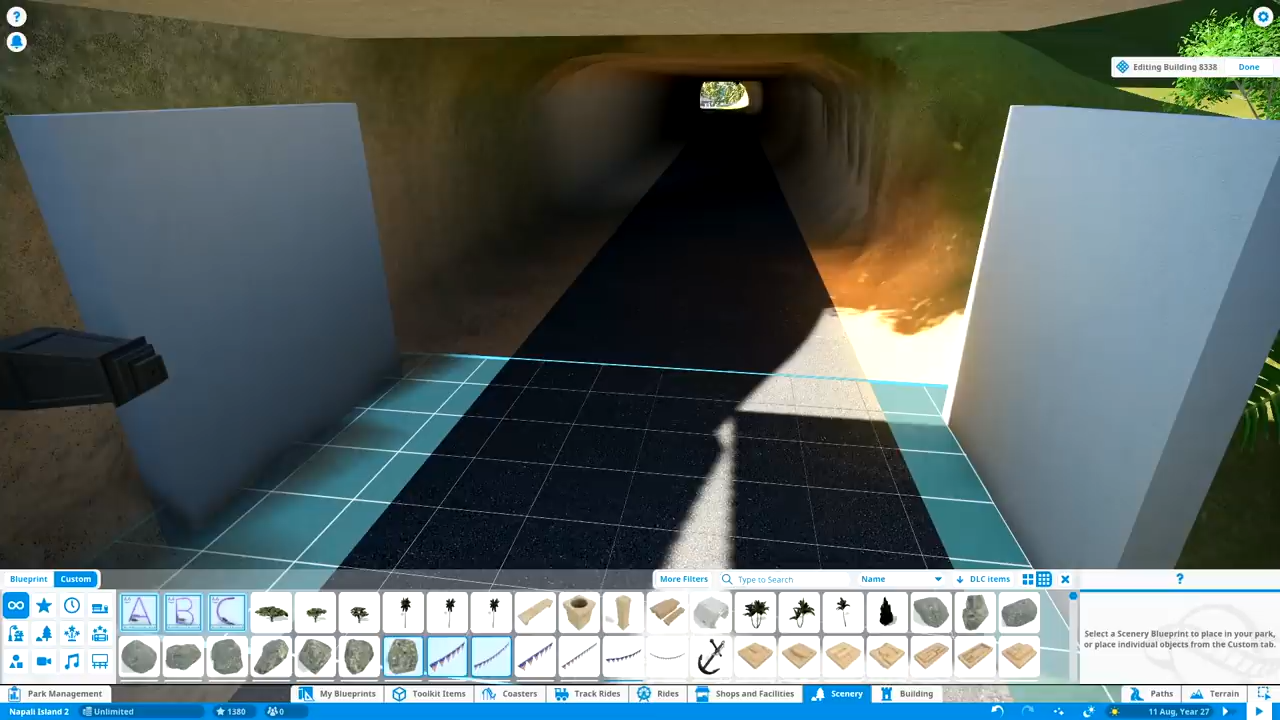 ?
Editing Building 8338 Done
Blueprint Custom
More Filters Type to Search Name DLC items ?
A B C
Select a Scenery Blueprint to place in your park,
or place individual objects from the Custom tab.
Park Management My Blueprints Toolkit Items Coasters Track Rides Rides Shops and Facilities Scenery Building Paths Terrain
Napali Island 2 Unlimited 1380 0 11 Aug, Year 27